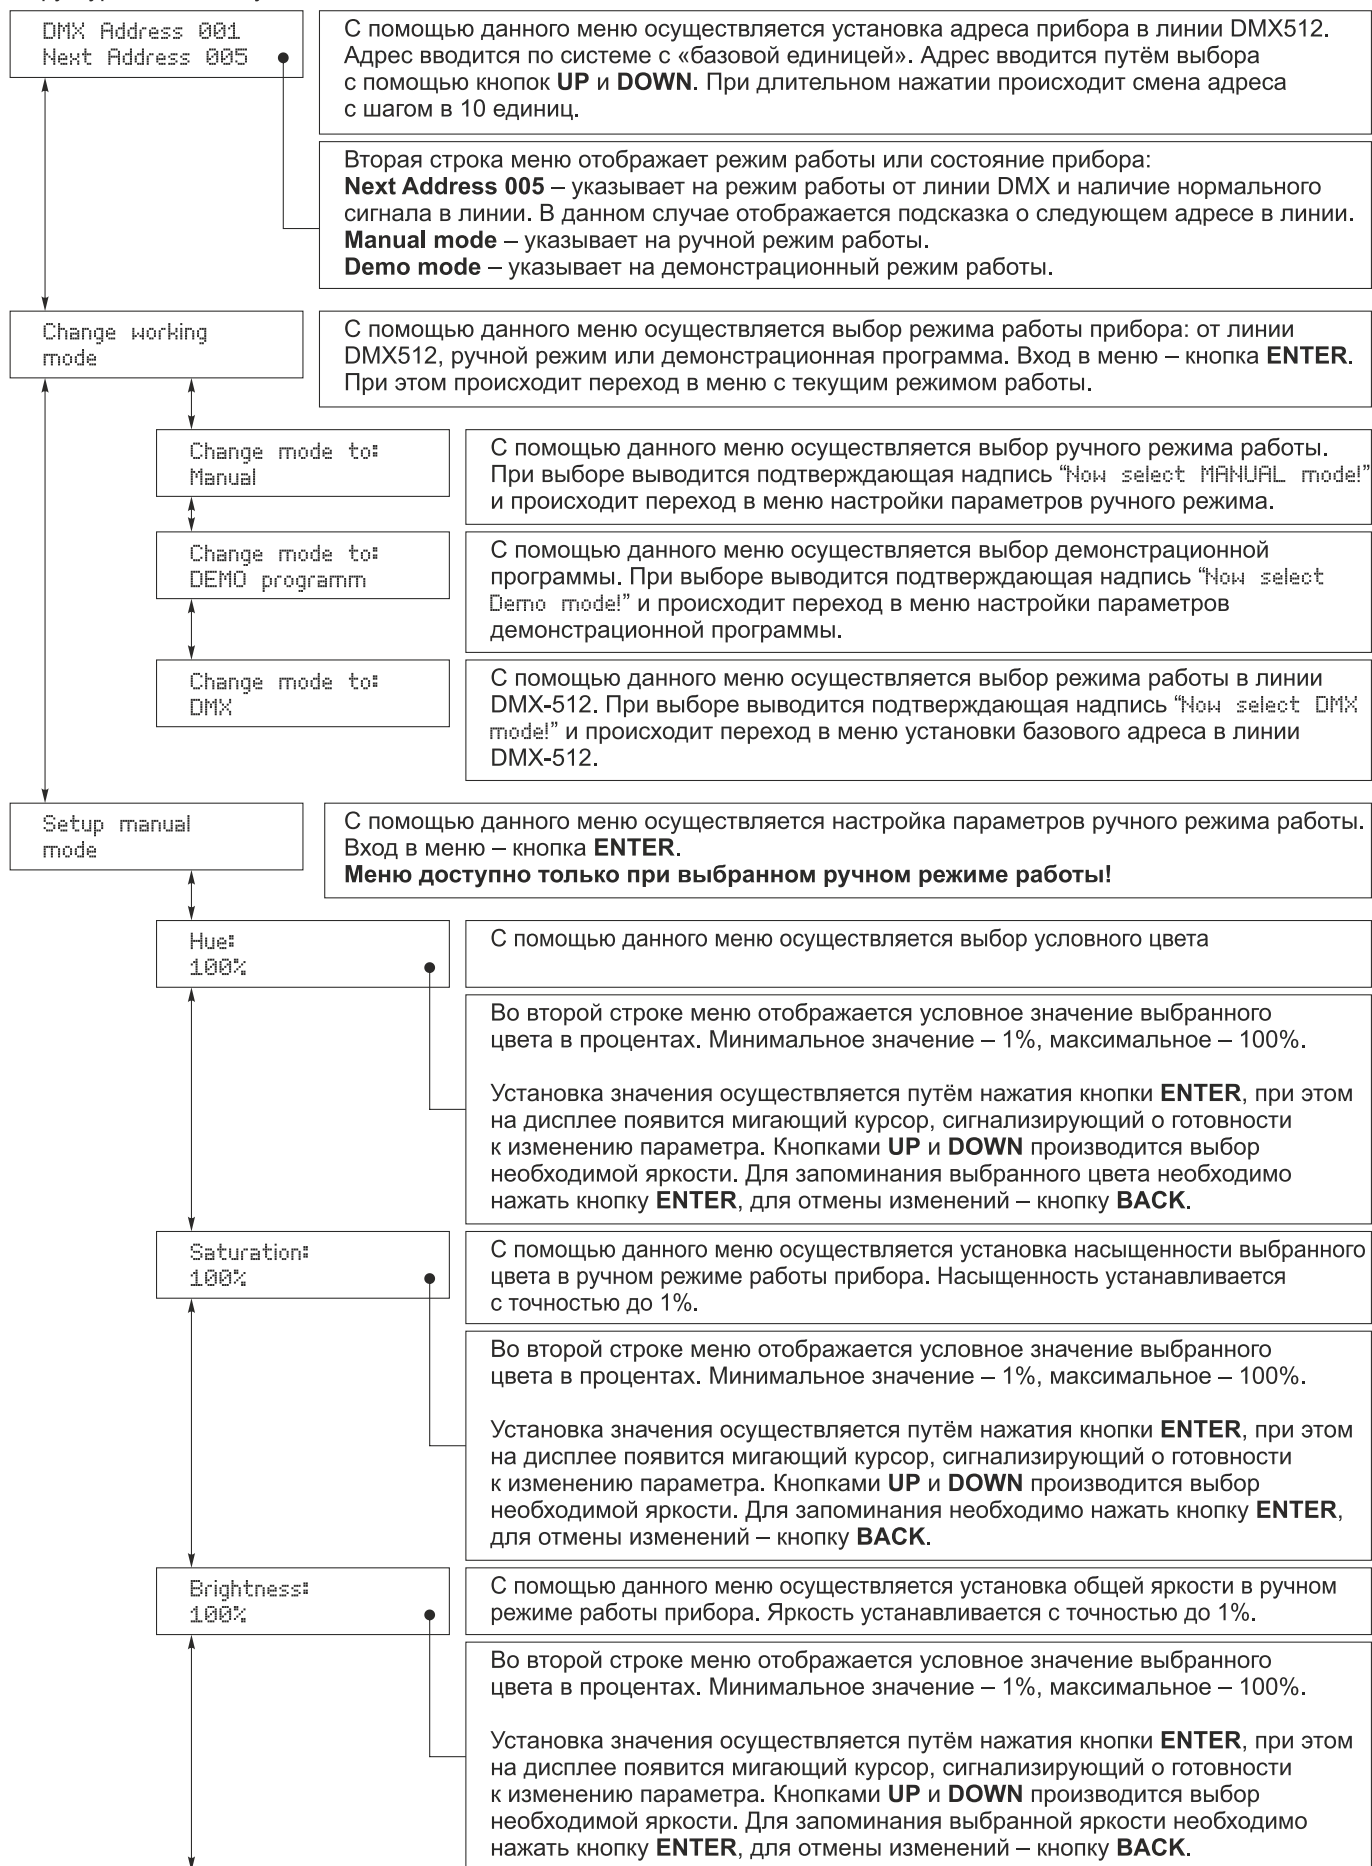 DMX Address 001
Next Address 005
С помощью данного меню осуществляется установка адреса прибора в линии DMX512.
Адрес вводится по системе с «базовой единицей». Адрес вводится путём выбора
с помощью кнопок UP и DOWN. При длительном нажатии происходит смена адреса
с шагом в 10 единиц.
Вторая строка меню отображает режим работы или состояние прибора:
Next Address 005 – указывает на режим работы от линии DMX и наличие нормального
сигнала в линии. В данном случае отображается подсказка о следующем адресе в линии.
Manual mode – указывает на ручной режим работы.
Demo mode – указывает на демонстрационный режим работы.
Change working
mode
С помощью данного меню осуществляется выбор режима работы прибора: от линии
DMX512, ручной режим или демонстрационная программа. Вход в меню – кнопка ENTER.
При этом происходит переход в меню с текущим режимом работы.
Change mode to:
Manual
С помощью данного меню осуществляется выбор ручного режима работы.
При выборе выводится подтверждающая надпись “Now select MANUAL mode!”
и происходит переход в меню настройки параметров ручного режима.
Change mode to:
DEMO programm
С помощью данного меню осуществляется выбор демонстрационной
программы. При выборе выводится подтверждающая надпись “Now select
Demo mode!” и происходит переход в меню настройки параметров
демонстрационной программы.
Change mode to:
DMX
С помощью данного меню осуществляется выбор режима работы в линии
DMX-512. При выборе выводится подтверждающая надпись “Now select DMX
mode!” и происходит переход в меню установки базового адреса в линии
DMX-512.
Setup manual
mode
С помощью данного меню осуществляется настройка параметров ручного режима работы.
Вход в меню – кнопка ENTER.
Меню доступно только при выбранном ручном режиме работы!
Hue:
100%
С помощью данного меню осуществляется выбор условного цвета
Во второй строке меню отображается условное значение выбранного
цвета в процентах. Минимальное значение – 1%, максимальное – 100%.
Установка значения осуществляется путём нажатия кнопки ENTER, при этом
на дисплее появится мигающий курсор, сигнализирующий о готовности
к изменению параметра. Кнопками UP и DOWN производится выбор
необходимой яркости. Для запоминания выбранного цвета необходимо
нажать кнопку ENTER, для отмены изменений – кнопку BACK.
Saturation:
100%
С помощью данного меню осуществляется установка насыщенности выбранного
цвета в ручном режиме работы прибора. Насыщенность устанавливается
с точностью до 1%.
Во второй строке меню отображается условное значение выбранного
цвета в процентах. Минимальное значение – 1%, максимальное – 100%.
Установка значения осуществляется путём нажатия кнопки ENTER, при этом
на дисплее появится мигающий курсор, сигнализирующий о готовности
к изменению параметра. Кнопками UP и DOWN производится выбор
необходимой яркости. Для запоминания необходимо нажать кнопку ENTER,
для отмены изменений – кнопку BACK.
Brightness:
100%
С помощью данного меню осуществляется установка общей яркости в ручном
режиме работы прибора. Яркость устанавливается с точностью до 1%.
Во второй строке меню отображается условное значение выбранного
цвета в процентах. Минимальное значение – 1%, максимальное – 100%.
Установка значения осуществляется путём нажатия кнопки ENTER, при этом
на дисплее появится мигающий курсор, сигнализирующий о готовности
к изменению параметра. Кнопками UP и DOWN производится выбор
необходимой яркости. Для запоминания выбранной яркости необходимо
нажать кнопку ENTER, для отмены изменений – кнопку BACK.